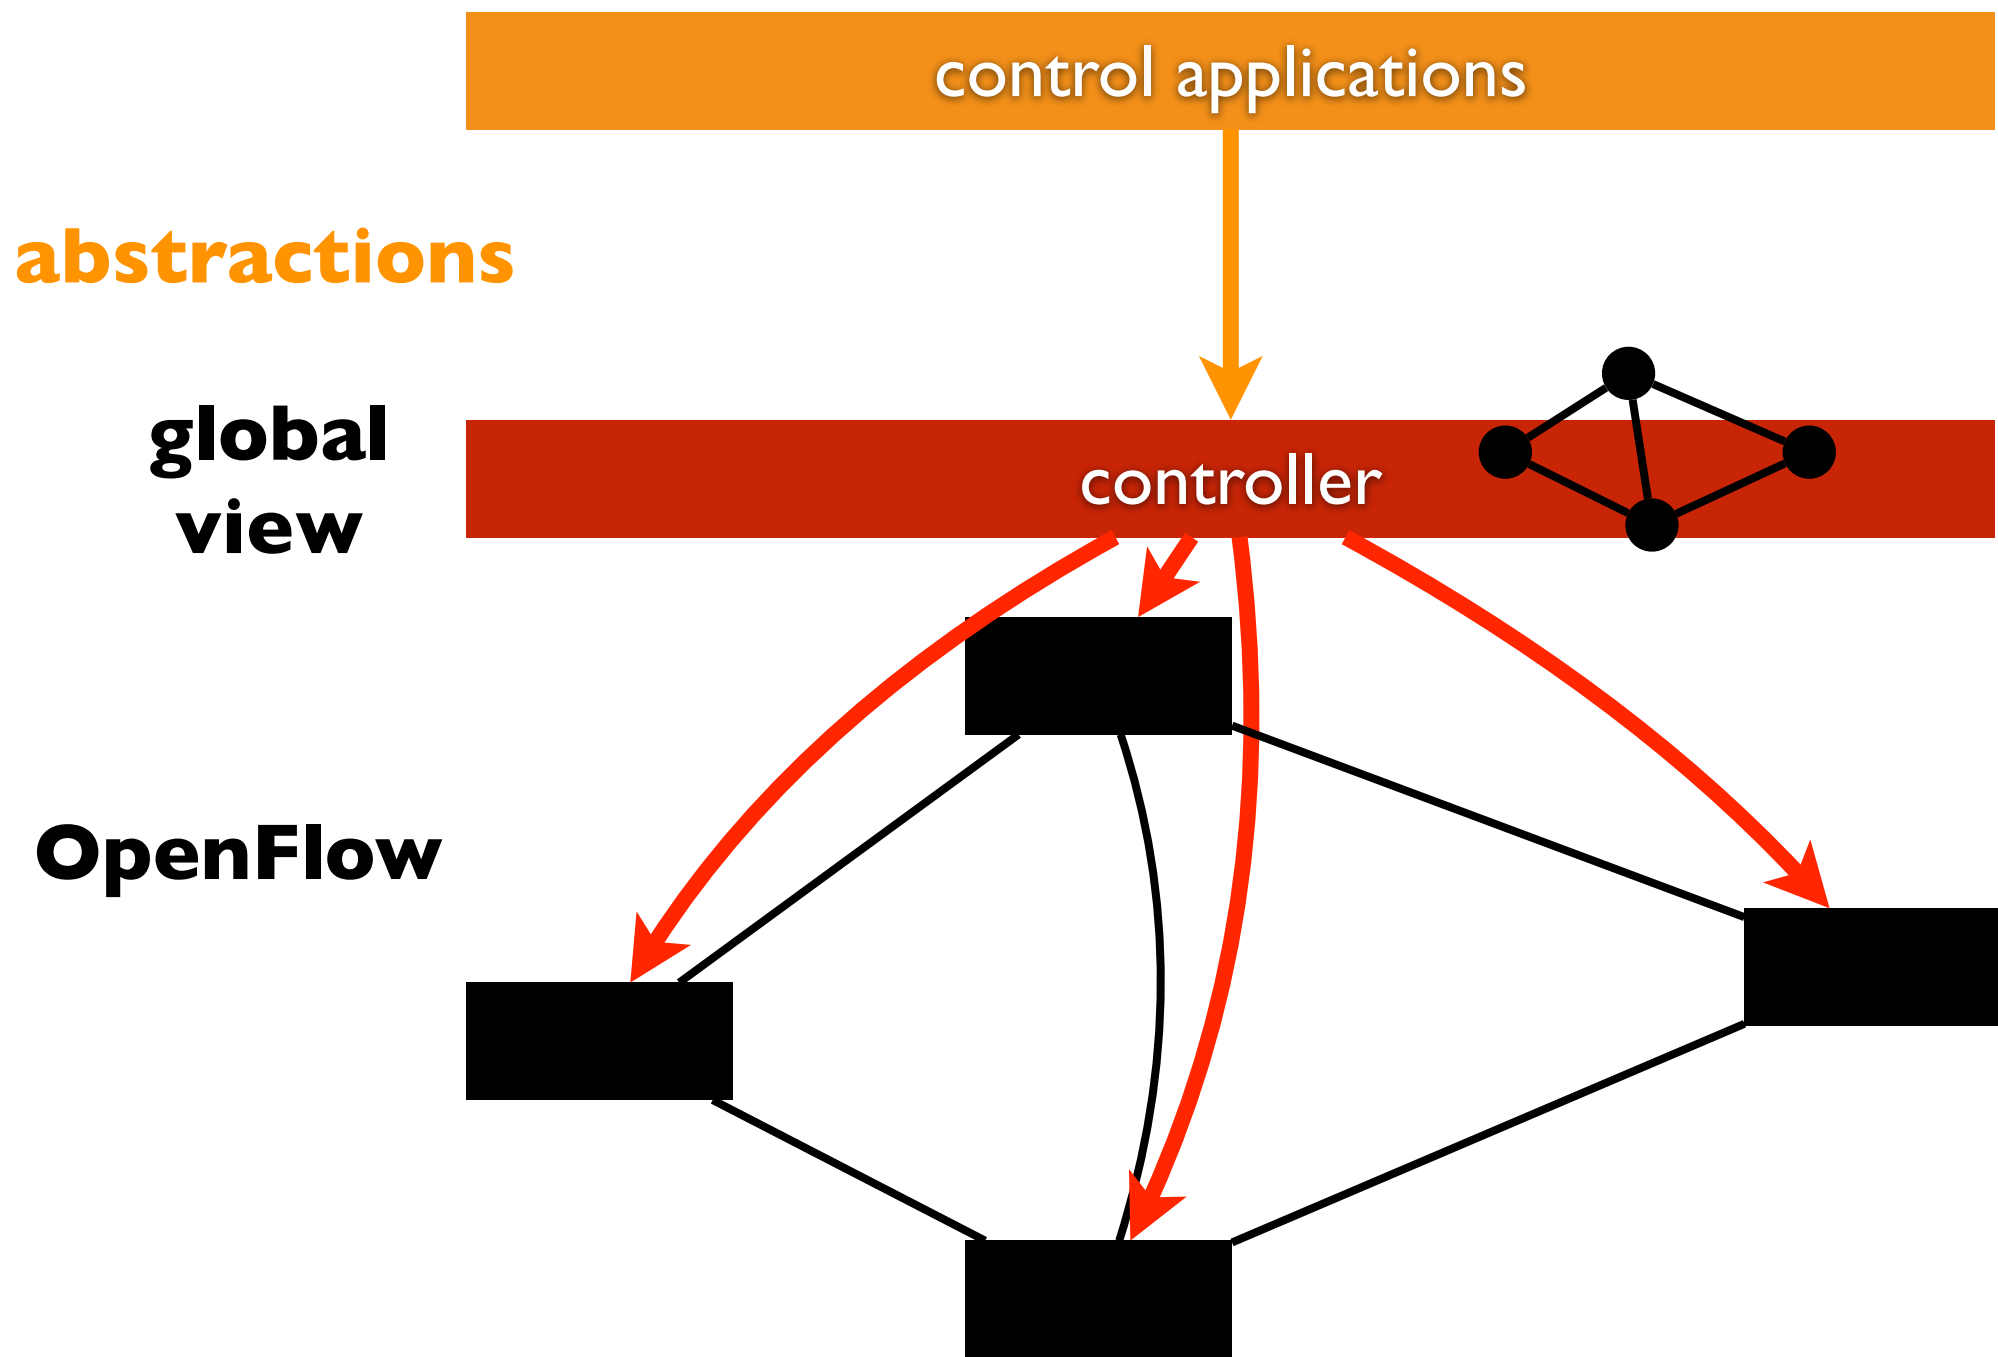 control applications
abstractions
global
view
controller
OpenFlow